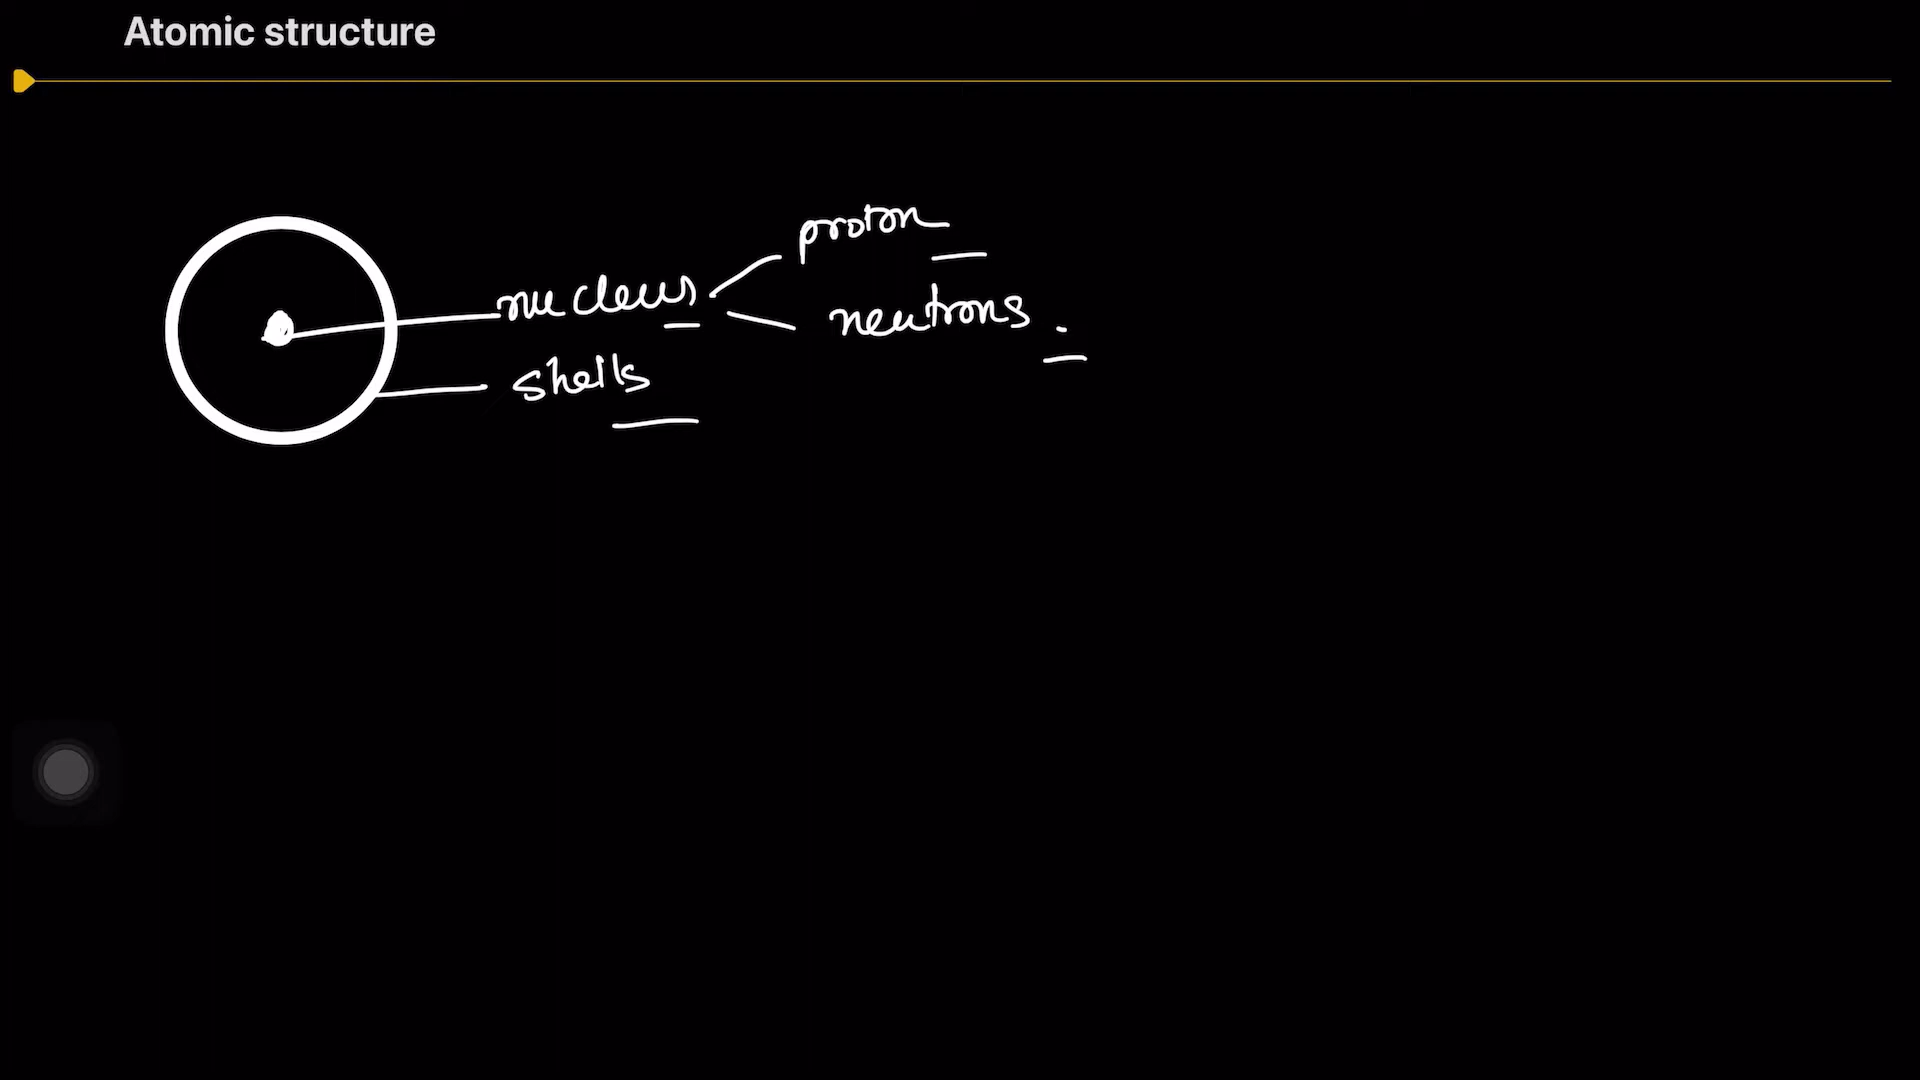 Atomic structure
proton
nucleus
neutrons.
shells